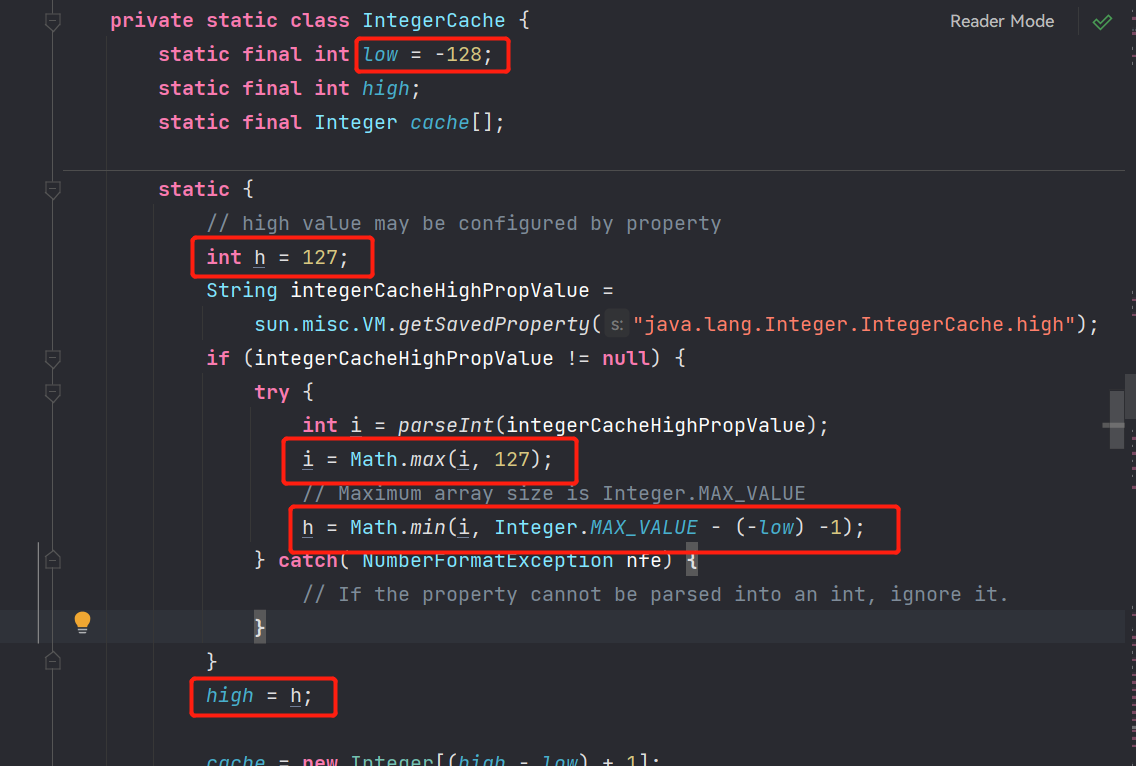 private static class IntegerCache {
Reader Mode
static final int low = -128;
static final int high;
static final Integer cache[];
static {
// high value may be configured by property
int h = 127;
String integerCacheHighPropValue =
sun.misc.VM.getSavedProperty( s: "java.lang.Integer.IntegerCache.high");
if (integerCacheHighPropValue != null) {
try {
int i = parseInt(integerCacheHighPropValue);
i = Math.max(i, 127);
// Maximum array size is Integer.MAX_VALUE
h = Math.min(i, Integer.MAX_VALUE - (-low) -1);
} catch( NumberFormatException nfe) {
// If the property cannot be parsed into an int, ignore it.
}
}
high = h;
cache = new Integer[(high - low) + 1];